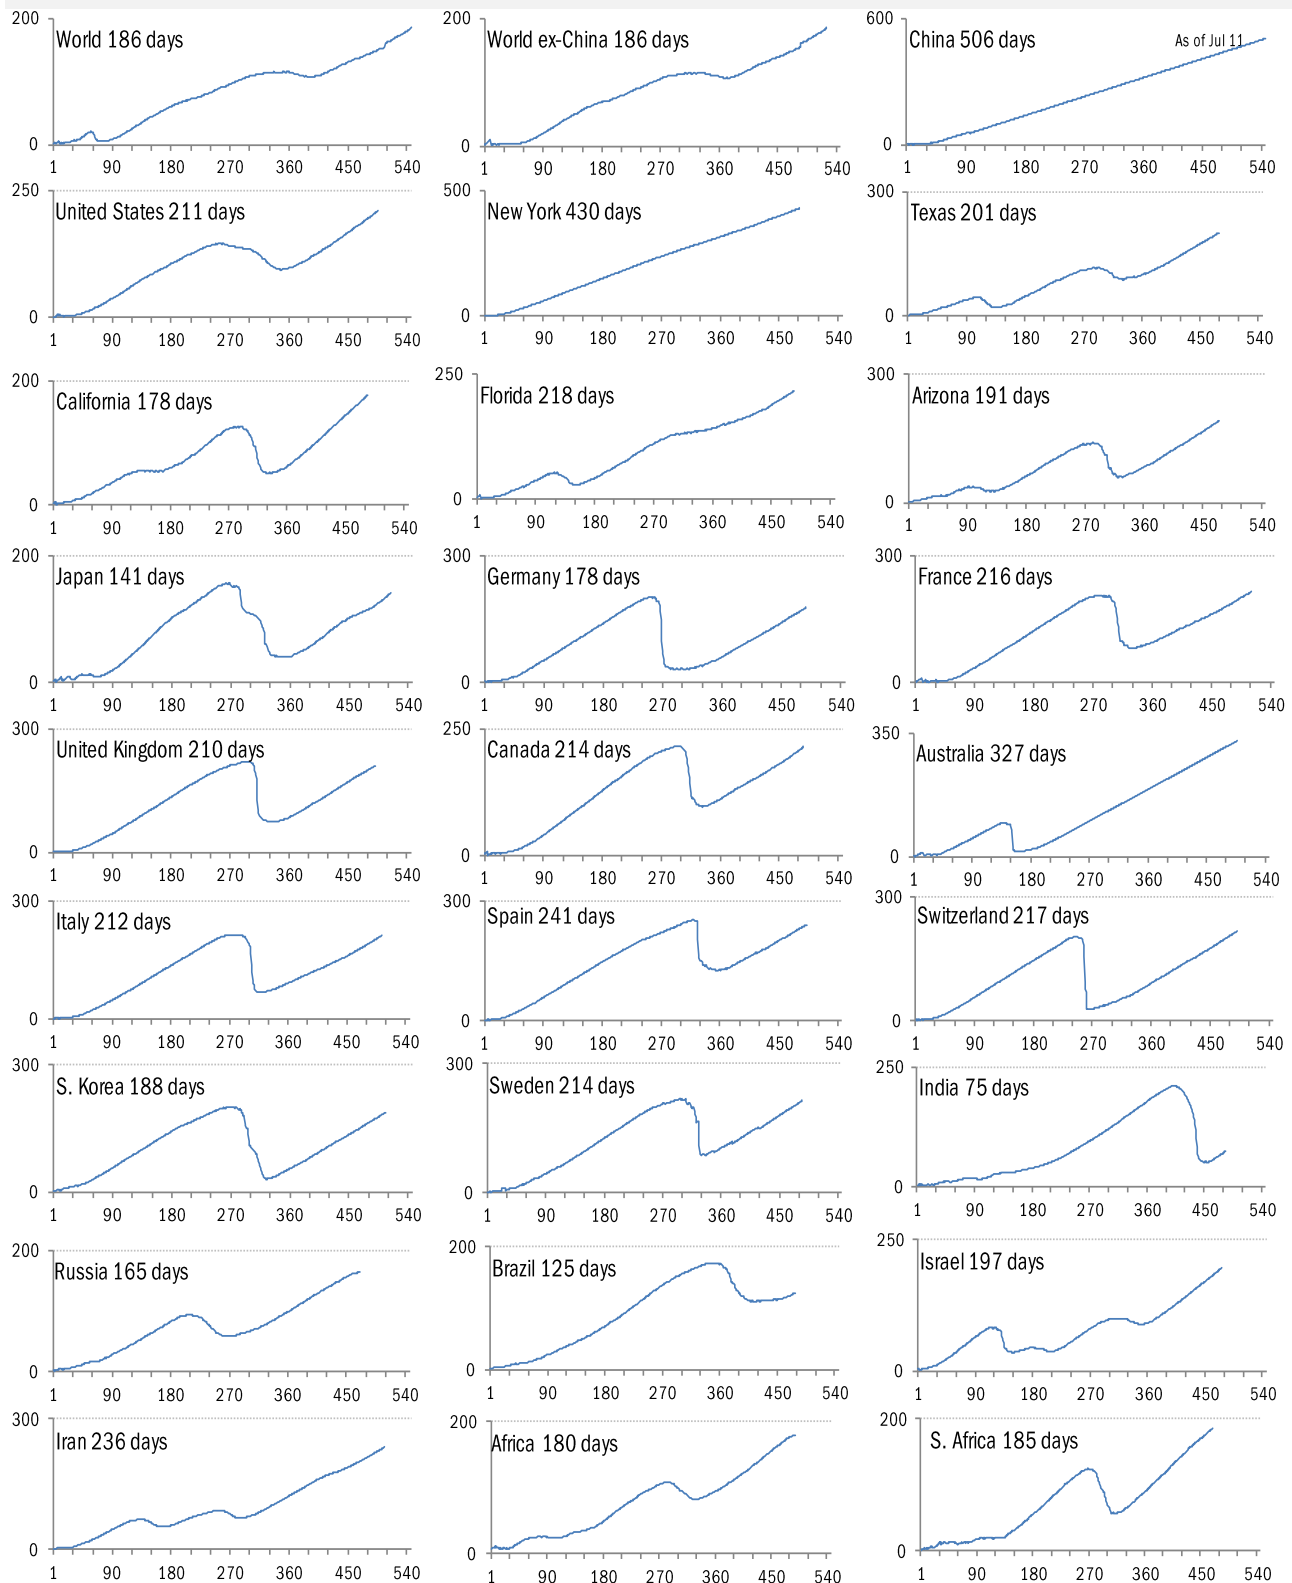 200 200 600
World 186 days World ex-China 186 days China 506 days As of Jul 11
0 0 0
1 90 180 270 360 450 540 1 90 180 270 360 450 540 1 90 180 270 360 450 540
250 500 300
United States 211 days New York 430 days Texas 201 days
0 0 0
1 90 180 270 360 450 540 1 90 180 270 360 450 540 1 90 180 270 360 450 540
200 250 300
California 178 days Florida 218 days Arizona 191 days
0 0 0
1 90 180 270 360 450 540 1 90 180 270 360 450 540 1 90 180 270 360 450 540
200 300 300
Japan 141 days Germany 178 days France 216 days
0 0 0
1 90 180 270 360 450 540 1 90 180 270 360 450 540 1 90 180 270 360 450 540
300 250 350
United Kingdom 210 days Canada 214 days Australia 327 days
0 0 0
1 90 180 270 360 450 540 1 90 180 270 360 450 540 1 90 180 270 360 450 540
300 300 300
Italy 212 days Spain 241 days Switzerland 217 days
0 0 0
1 90 180 270 360 450 540 1 90 180 270 360 450 540 1 90 180 270 360 450 540
300 300 250
S. Korea 188 days Sweden 214 days India 75 days
0 0 0
1 90 180 270 360 450 540 1 90 180 270 360 450 540 1 90 180 270 360 450 540
200 200 250
Russia 165 days Brazil 125 days Israel 197 days
0 0 0
1 90 180 270 360 450 540 1 90 180 270 360 450 540 1 90 180 270 360 450 540
300 200 200
Iran 236 days Africa 180 days S. Africa 185 days
0 0 0
1 90 180 270 360 450 540 1 90 180 270 360 450 540 1 90 180 270 360 450 540